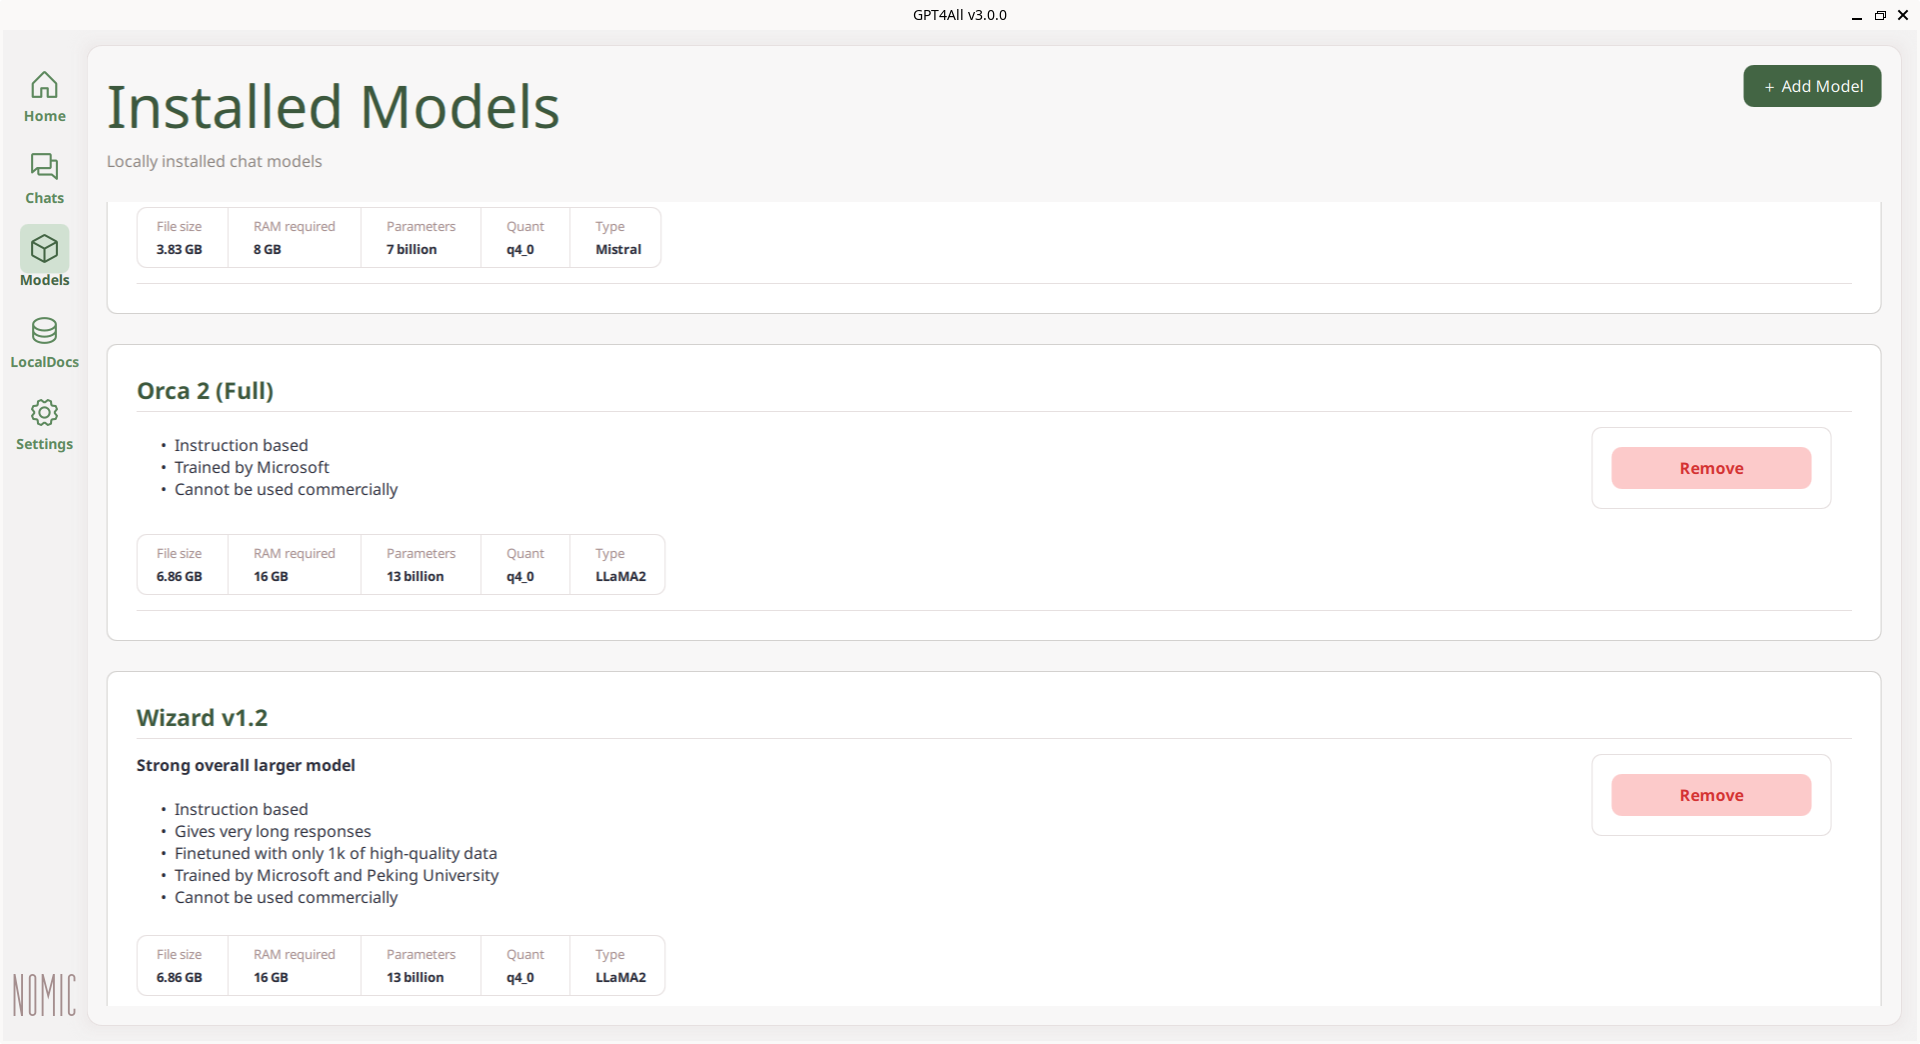 GPT4All v3.0.0
Home
Chats
Models
LocalDocs
Settings
NOMIC
Installed Models
+ Add Model
Locally installed chat models
File size RAM required Parameters Quant Type
3.83 GB 8 GB 7 billion q4_0 Mistral
Orca 2 (Full)
• Instruction based
• Trained by Microsoft
• Cannot be used commercially
Remove
File size RAM required Parameters Quant Type
6.86 GB 16 GB 13 billion q4_0 LLaMA2
Wizard v1.2
Strong overall larger model
• Instruction based
• Gives very long responses
• Finetuned with only 1k of high-quality data
• Trained by Microsoft and Peking University
• Cannot be used commercially
Remove
File size RAM required Parameters Quant Type
6.86 GB 16 GB 13 billion q4_0 LLaMA2